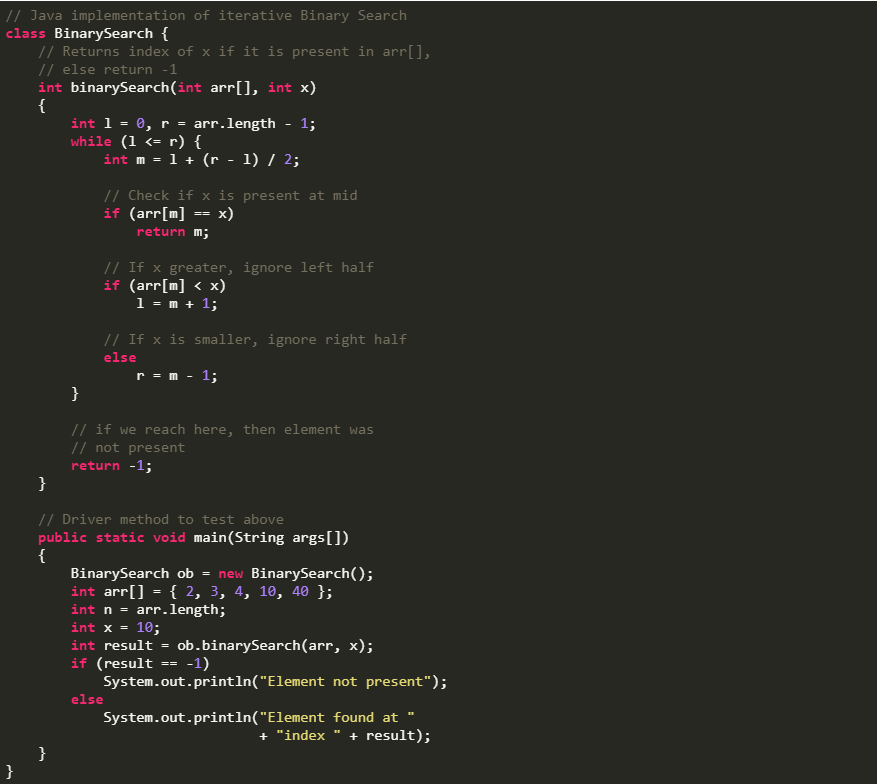 // Java implementation of iterative Binary Search
class BinarySearch {
    // Returns index of x if it is present in arr[],
    // else return -1
    int binarySearch(int arr[], int x)
    {
        int l = 0, r = arr.length - 1;
        while (l <= r) {
            int m = l + (r - l) / 2;

            // Check if x is present at mid
            if (arr[m] == x)
                return m;

            // If x greater, ignore left half
            if (arr[m] < x)
                l = m + 1;

            // If x is smaller, ignore right half
            else
                r = m - 1;
        }

        // if we reach here, then element was
        // not present
        return -1;
    }

    // Driver method to test above
    public static void main(String args[])
    {
        BinarySearch ob = new BinarySearch();
        int arr[] = { 2, 3, 4, 10, 40 };
        int n = arr.length;
        int x = 10;
        int result = ob.binarySearch(arr, x);
        if (result == -1)
            System.out.println("Element not present");
        else
            System.out.println("Element found at "
                               + "index " + result);
    }
}